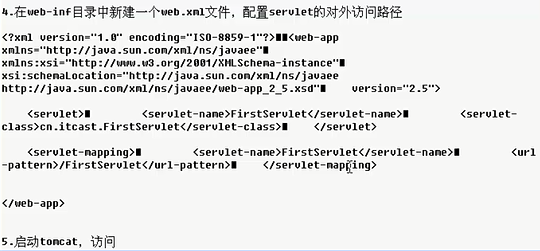 4.在web-inf目录中新建一个web.xml文件，配置servlet的对外访问路径
<?xml version="1.0" encoding="ISO-8859-1"?>■■<web-app
xmlns="http://java.sun.com/xml/ns/javaee"■
xmlns:xsi="http://www.w3.org/2001/XMLSchema-instance"■
xsi:schemaLocation="http://java.sun.com/xml/ns/javaee
http://java.sun.com/xml/ns/javaee/web-app_2_5.xsd"■    version="2.5">
<servlet>■        <servlet-name>FirstServlet</servlet-name>■        <servlet-
class>cn.itcast.FirstServlet</servlet-class>■    </servlet>
<servlet-mapping>■        <servlet-name>FirstServlet</servlet-name>■        <url
-pattern>/FirstServlet</url-pattern>■    </servlet-mapping>
</web-app>
5.启动tomcat，访问